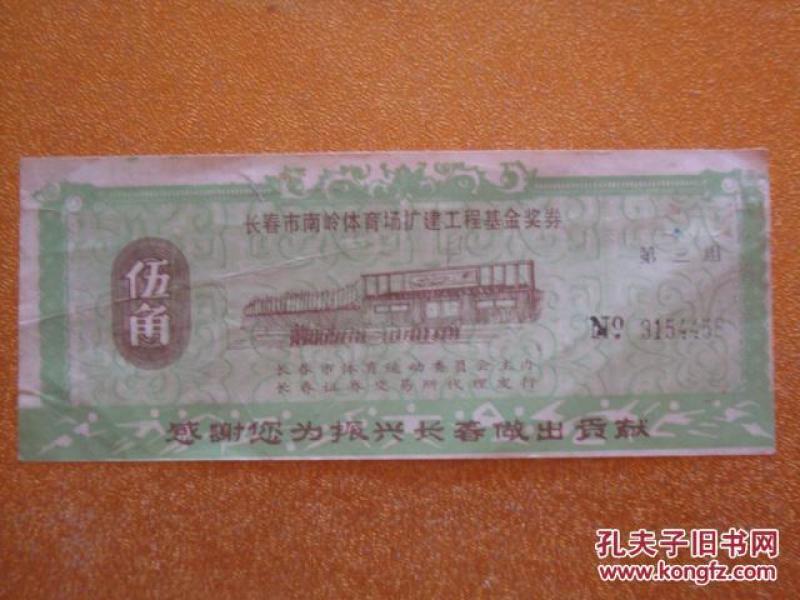 长春市南岭体育场扩建工程基金奖券
伍角
第二组
№ 3154458
长春市体育运动委员会主办
长春证券交易所代理发行
感謝您为振兴长春做出贡献
孔夫子旧书网
www.kongfz.com